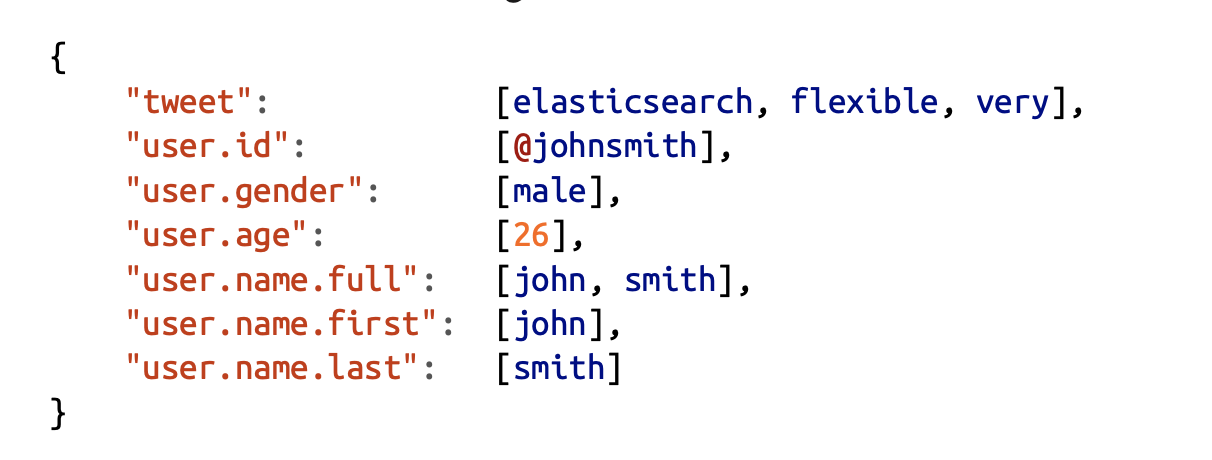 {
"tweet": [elasticsearch, flexible, very],
"user.id": [@johnsmith],
"user.gender": [male],
"user.age": [26],
"user.name.full": [john, smith],
"user.name.first": [john],
"user.name.last": [smith]
}